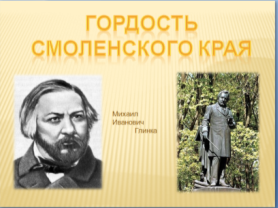 ГОРДОСТЬ
СМОЛЕНСКОГО КРАЯ
Михаил
Иванович
Глинка